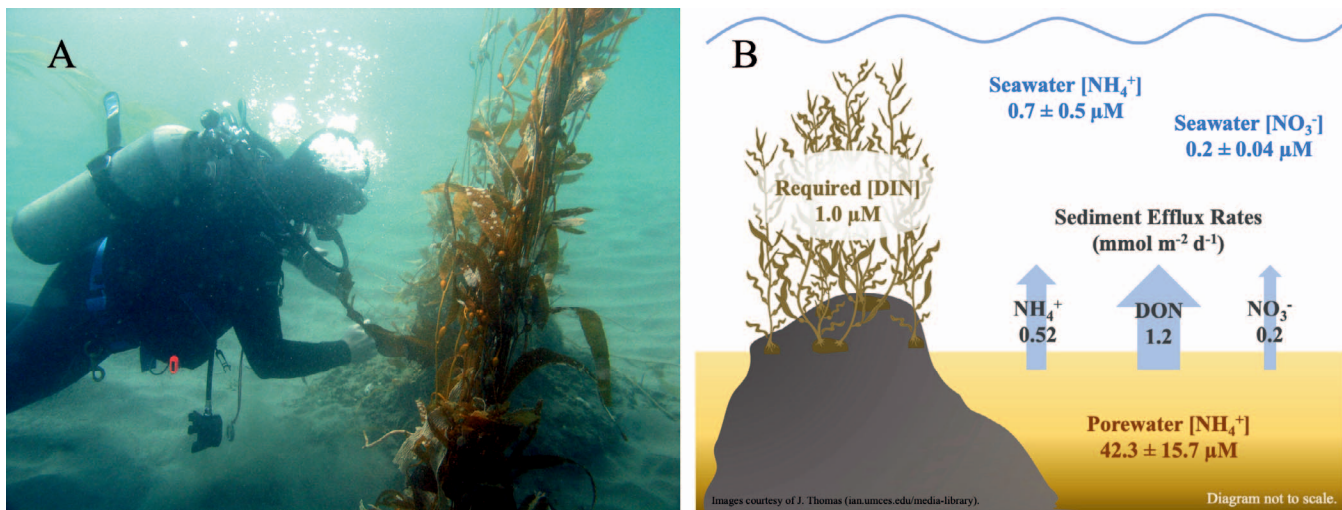 A
B
Seawater [NH₄⁺]
0.7 ± 0.5 µM
Seawater [NO₃⁻]
0.2 ± 0.04 µM
Required [DIN]
1.0 µM
Sediment Efflux Rates
(mmol m⁻² d⁻¹)
NH₄⁺
0.52
DON
1.2
NO₃⁻
0.2
Porewater [NH₄⁺]
42.3 ± 15.7 µM
Images courtesy of J. Thomas (ian.umces.edu/media-library).
Diagram not to scale.